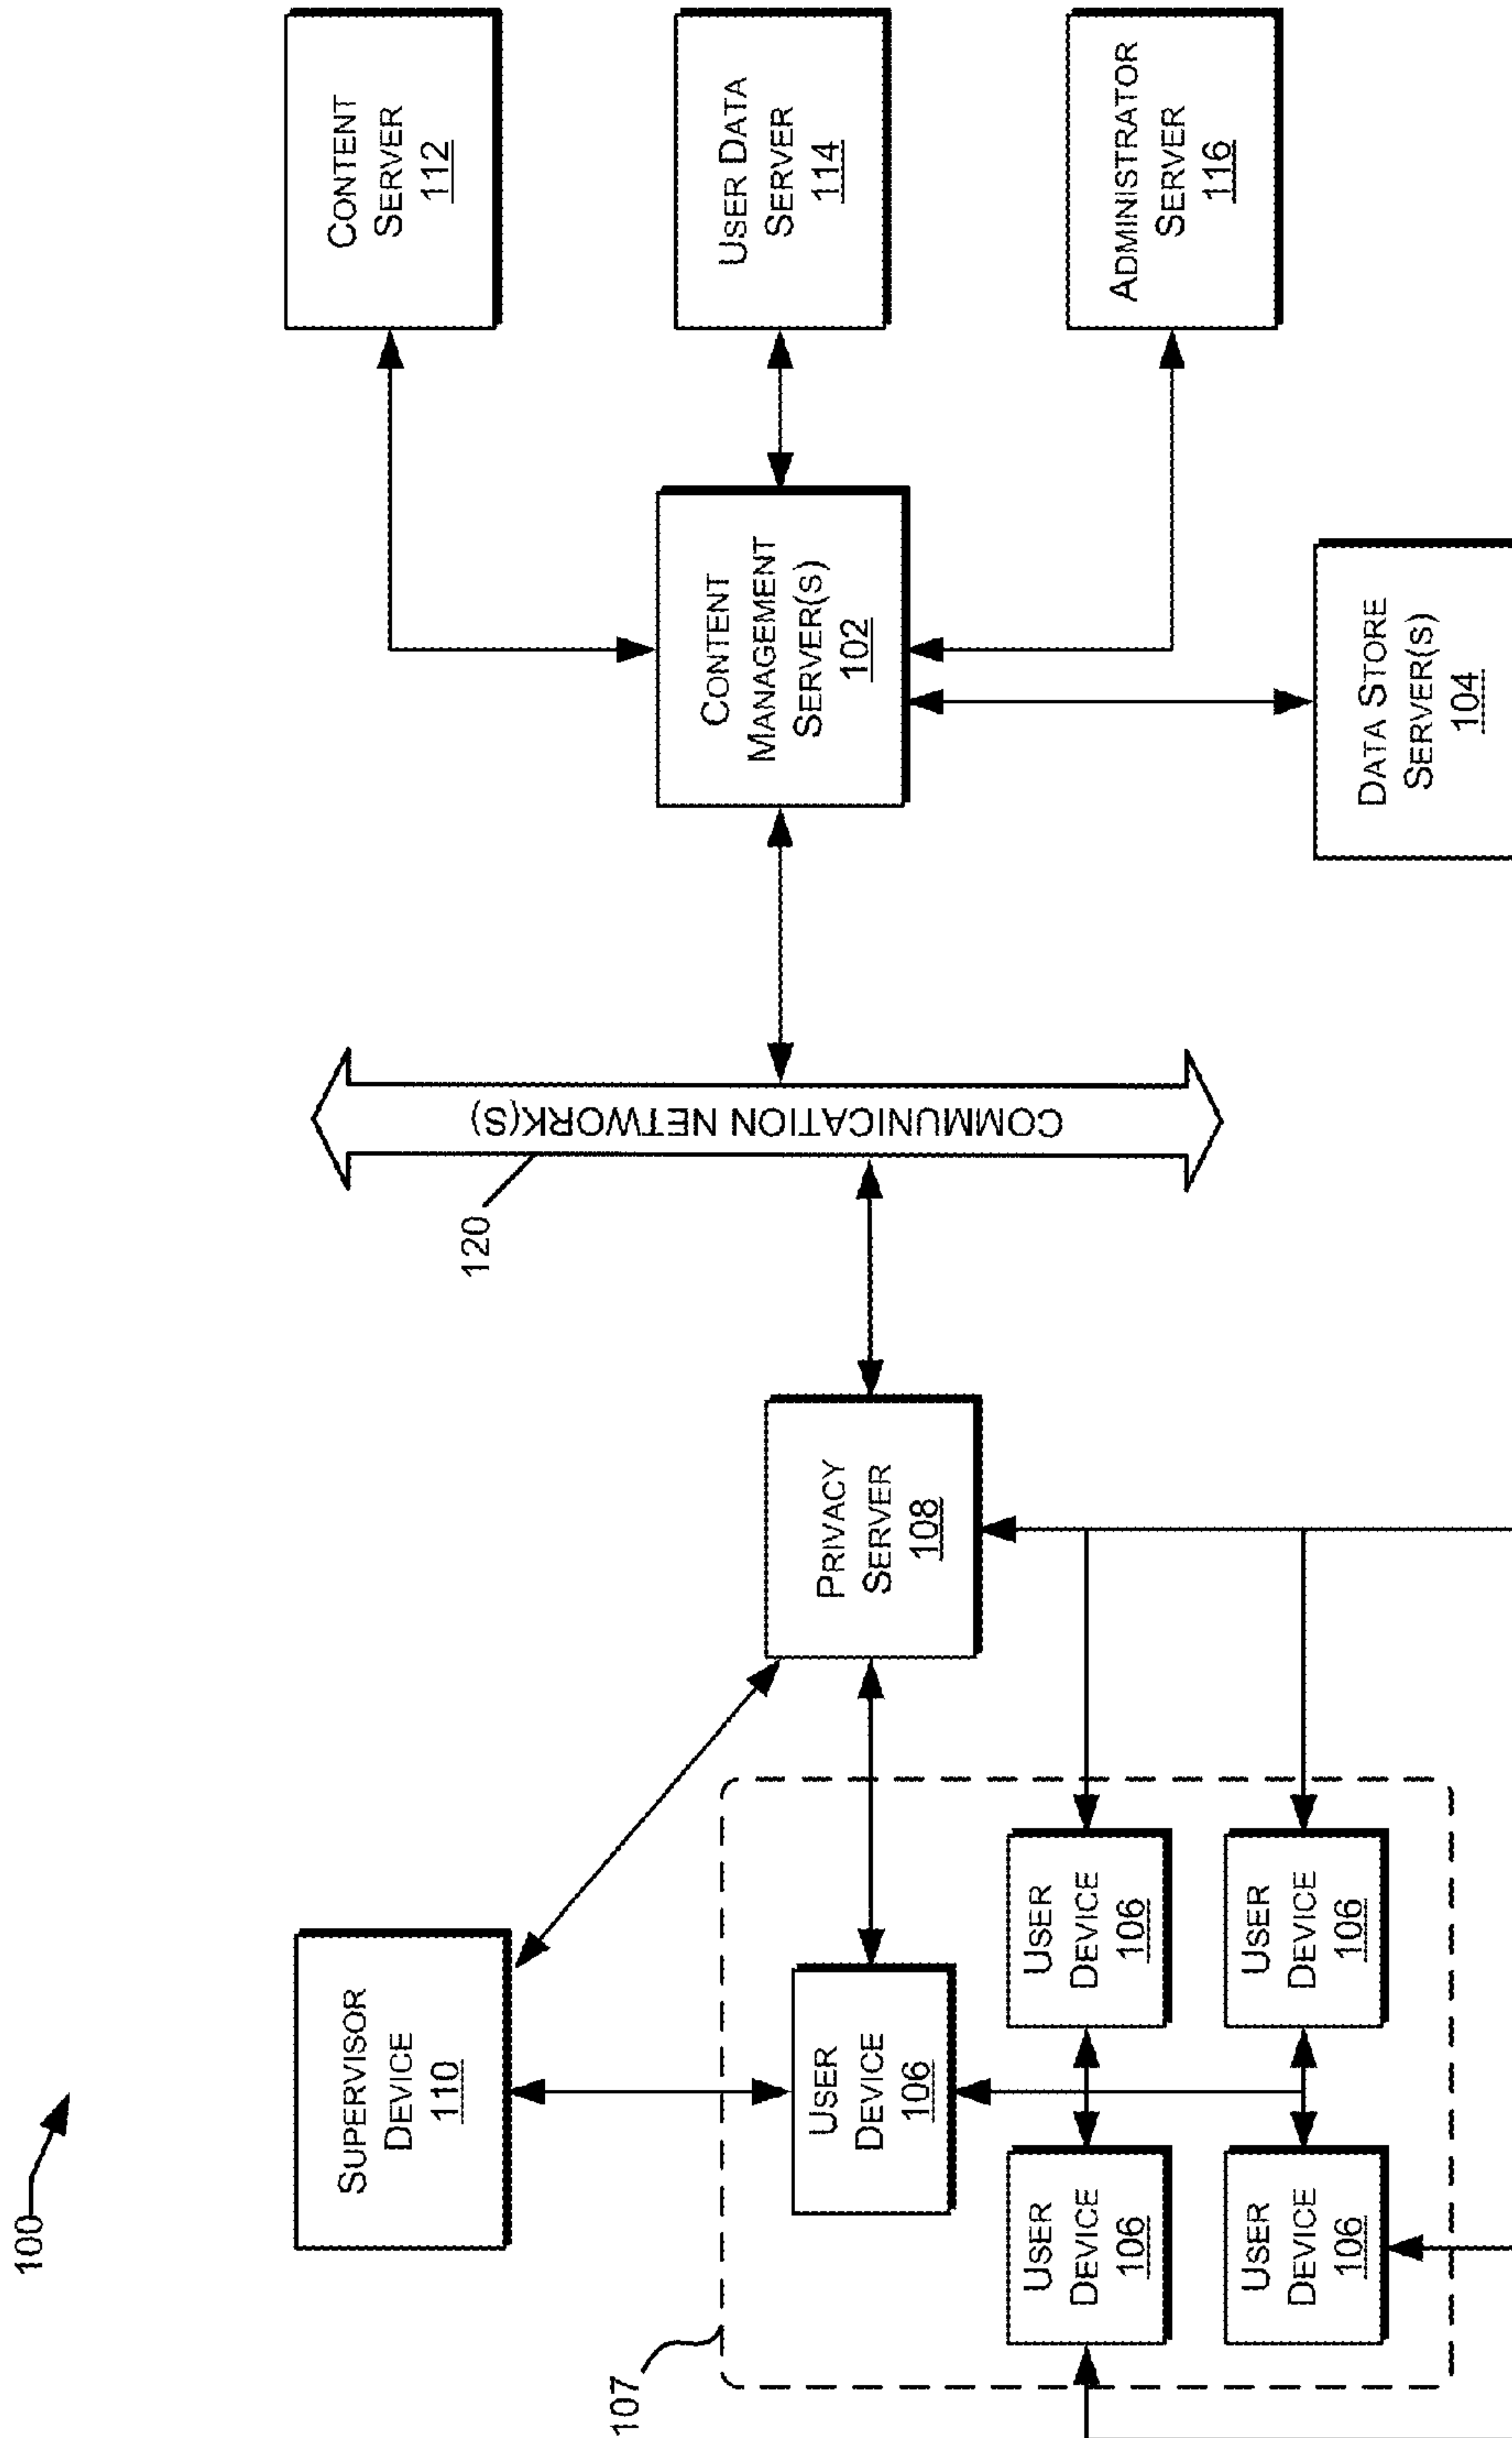 100
SUPERVISOR
DEVICE
110
107
USER
DEVICE
106
USER
DEVICE
106
USER
DEVICE
106
USER
DEVICE
106
USER
DEVICE
106
PRIVACY
SERVER
108
120
COMMUNICATION NETWORK(S)
CONTENT
MANAGEMENT
SERVER(S)
102
DATA STORE
SERVER(S)
104
CONTENT
SERVER
112
USER DATA
SERVER
114
ADMINISTRATOR
SERVER
116